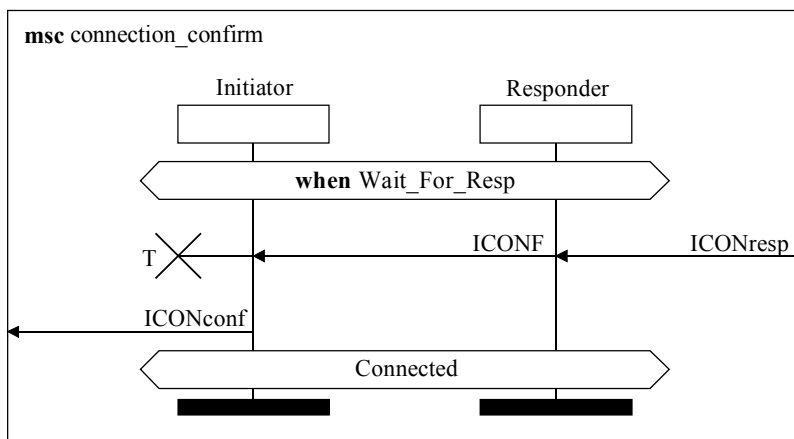 msc connection_confirm
Initiator
Responder
when Wait_For_Resp
T
ICONF
ICONresp
ICONconf
Connected